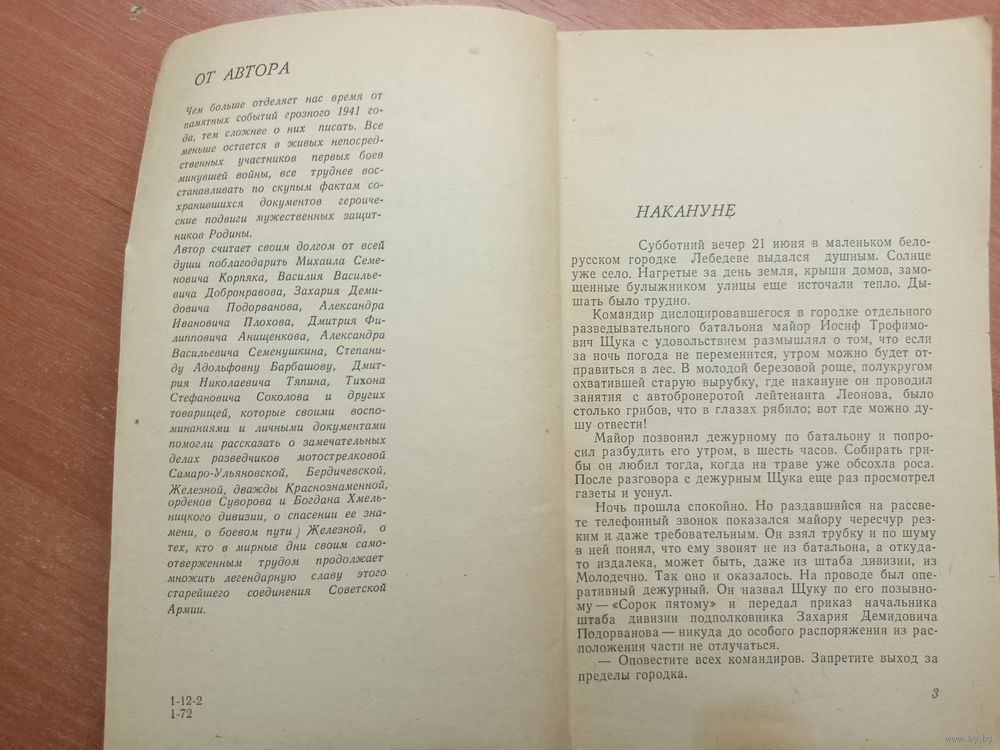 ОТ АВТОРА
Чем больше отделяет нас время от
памятных событий грозного 1941 го-
да, тем сложнее о них писать. Все
меньше остается в живых непосред-
ственных участников первых боев
минувшей войны, все труднее вос-
станавливать по скупым фактам со-
хранившихся документов героиче-
ские подвиги мужественных защит-
ников Родины.
Автор считает своим долгом от всей
души поблагодарить Михаила Семе-
новича Корпяка, Василия Василье-
вича Добронравова, Захария Деми-
довича Подорванова, Александра
Ивановича Плохова, Дмитрия Фи-
липповича Анищенкова, Александра
Васильевича Семенушкина, Степани-
ду Адольфовну Барбашову, Дмит-
рия Николаевича Тяпина, Тихона
Стефановича Соколова и других
товарищей, которые своими воспо-
минаниями и личными документами
помогли рассказать о замечательных
делах разведчиков мотострелковой
Самаро-Ульяновской, Бердичевской,
Железной, дважды Краснознаменной,
орденов Суворова и Богдана Хмель-
ницкого дивизии, о спасении ее зна-
мени, о боевом пути) Железной, о
тех, кто в мирные дни своим само-
отверженным трудом продолжает
множить легендарную славу этого
старейшего соединения Советской
Армии.
1-12-2
1-72
НАКАНУНЕ
Субботний вечер 21 июня в маленьком бело-
русском городке Лебедеве выдался душным. Солнце
уже село. Нагретые за день земля, крыши домов, замо-
щенные булыжником улицы еще источали тепло. Ды-
шать было трудно.
Командир дислоцировавшегося в городке отдельного
разведывательного батальона майор Иосиф Трофимо-
вич Щука с удовольствием размышлял о том, что если
за ночь погода не переменится, утром можно будет от-
правиться в лес. В молодой березовой роще, полукругом
охватившей старую вырубку, где накануне он проводил
занятия с автобронеротой лейтенанта Леонова, было
столько грибов, что в глазах рябило; вот где можно ду-
шу отвести!
Майор позвонил дежурному по батальону и попро-
сил разбудить его утром, в шесть часов. Собирать гри-
бы он любил тогда, когда на траве уже обсохла роса.
После разговора с дежурным Щука еще раз просмотрел
газеты и уснул.
Ночь прошла спокойно. Но раздавшийся на рассве-
те телефонный звонок показался майору чересчур рез-
ким и даже требовательным. Он взял трубку и по шуму
в ней понял, что ему звонят не из батальона, а откуда-
то издалека, может быть, даже из штаба дивизии, из
Молодечно. Так оно и оказалось. На проводе был опе-
ративный дежурный. Он назвал Щуку по его позывно-
му — «Сорок пятому» и передал приказ начальника
штаба дивизии подполковника Захария Демидовича
Подорванова — никуда до особого распоряжения из рас-
положения части не отлучаться.
— Оповестите всех командиров. Запретите выход за
пределы городка.
3
www.ay.by